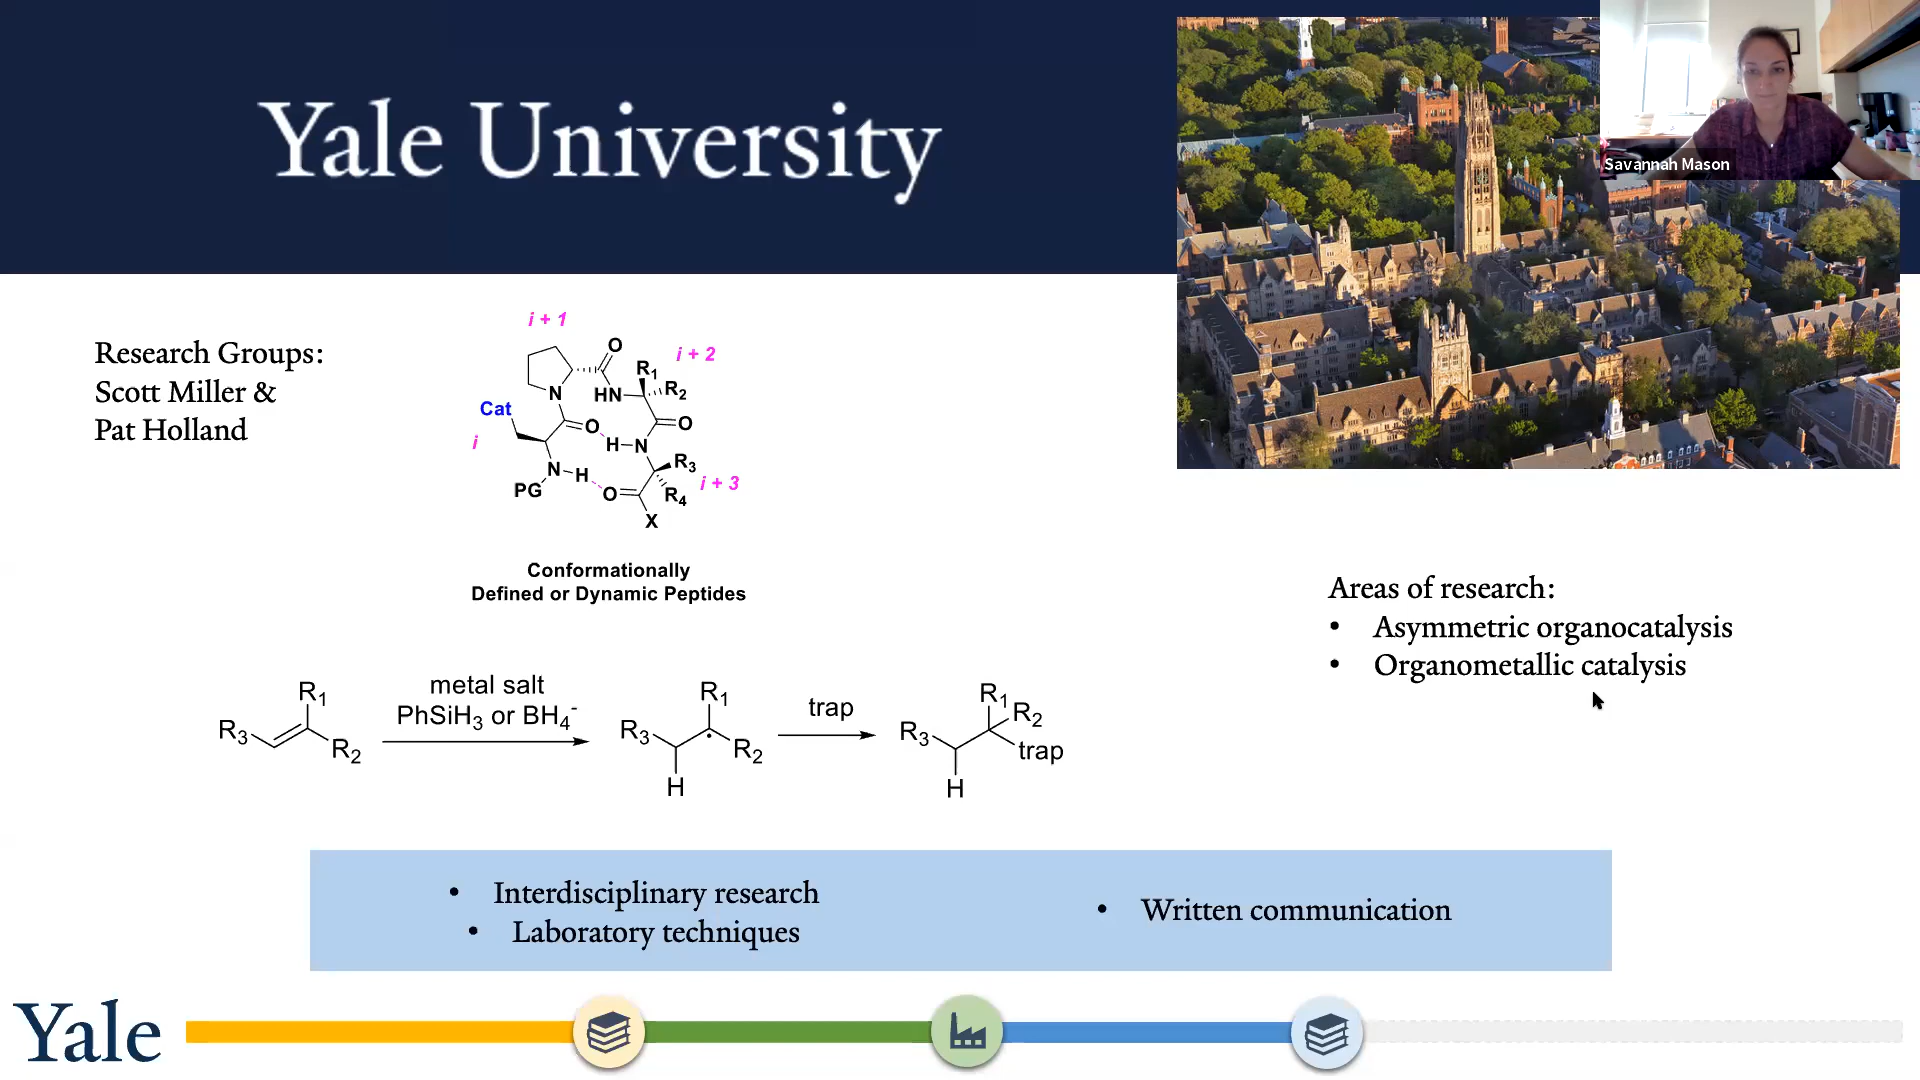 Yale University
Savannah Mason
Research Groups:
Scott Miller &
Pat Holland
i + 1
O
i + 2
R1
HN
R2
N
Cat
O
O
i
H
N
R3
N
H
i + 3
PG
O
R4
X
Conformationally
Defined or Dynamic Peptides
Areas of research:
• Asymmetric organocatalysis
• Organometallic catalysis
R1
R3
R2
metal salt
PhSiH3 or BH4-
R1
R3
R2
H
trap
R1
R2
R3
trap
H
• Interdisciplinary research
• Laboratory techniques
• Written communication
Yale